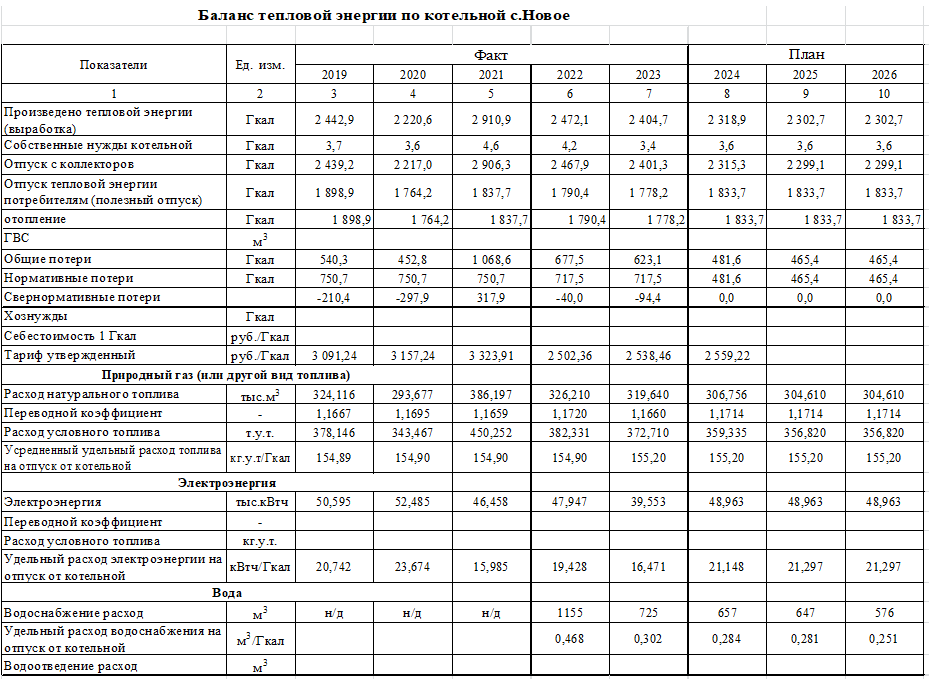 Баланс тепловой энергии по котельной с.Новое
Показатели Ед. изм. Факт План
2019 2020 2021 2022 2023 2024 2025 2026
1 2 3 4 5 6 7 8 9 10
Произведено тепловой энергии
(выработка) Гкал 2 442,9 2 220,6 2 910,9 2 472,1 2 404,7 2 318,9 2 302,7 2 302,7
Собственные нужды котельной Гкал 3,7 3,6 4,6 4,2 3,4 3,6 3,6 3,6
Отпуск с коллекторов Гкал 2 439,2 2 217,0 2 906,3 2 467,9 2 401,3 2 315,3 2 299,1 2 299,1
Отпуск тепловой энергии
потребителям (полезный отпуск) Гкал 1 898,9 1 764,2 1 837,7 1 790,4 1 778,2 1 833,7 1 833,7 1 833,7
отопление Гкал 1 898,9 1 764,2 1 837,7 1 790,4 1 778,2 1 833,7 1 833,7 1 833,7
ГВС м³
Общие потери Гкал 540,3 452,8 1 068,6 677,5 623,1 481,6 465,4 465,4
Нормативные потери Гкал 750,7 750,7 750,7 717,5 717,5 481,6 465,4 465,4
Свернормативные потери -210,4 -297,9 317,9 -40,0 -94,4 0,0 0,0 0,0
Хознужды Гкал
Себестоимость 1 Гкал руб./Гкал
Тариф утвержденный руб./Гкал 3 091,24 3 157,24 3 323,91 2 502,36 2 538,46 2 559,22
Природный газ (или другой вид топлива)
Расход натурального топлива тыс.м³ 324,116 293,677 386,197 326,210 319,640 306,756 304,610 304,610
Переводной коэффициент - 1,1667 1,1695 1,1659 1,1720 1,1660 1,1714 1,1714 1,1714
Расход условного топлива т.у.т. 378,146 343,467 450,252 382,331 372,710 359,335 356,820 356,820
Усредненный удельный расход топлива
на отпуск от котельной кг.у.т/Гкал 154,89 154,90 154,90 154,90 155,20 155,20 155,20 155,20
Электроэнергия
Электроэнергия тыс.кВтч 50,595 52,485 46,458 47,947 39,553 48,963 48,963 48,963
Переводной коэффициент -
Расход условного топлива кг.у.т.
Удельный расход электроэнергии на
отпуск от котельной кВтч/Гкал 20,742 23,674 15,985 19,428 16,471 21,148 21,297 21,297
Вода
Водоснабжение расход м³ н/д н/д н/д 1155 725 657 647 576
Удельный расход водоснабжения на
отпуск от котельной м³/Гкал 0,468 0,302 0,284 0,281 0,251
Водоотведение расход м³